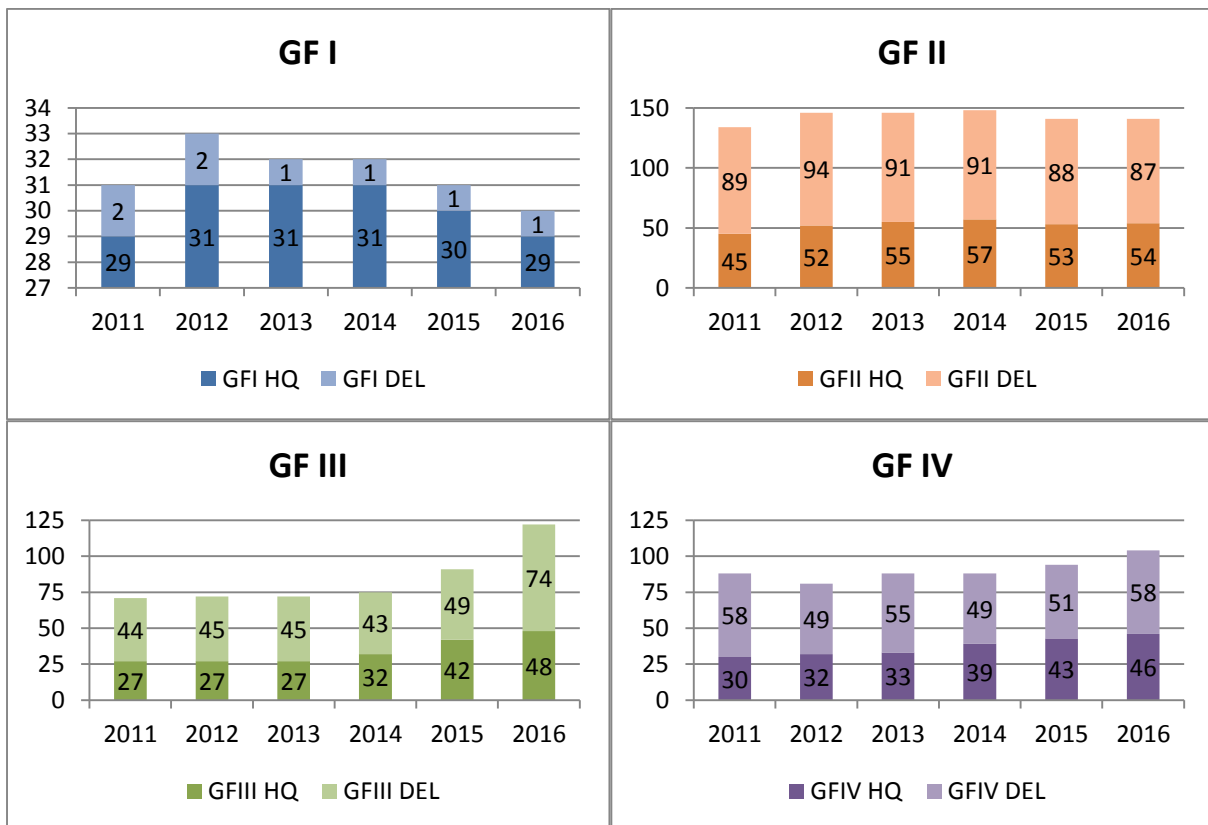 GF I
34
33
32
31
30
29
28
27
2 2 1 1 1 1
29 31 31 31 30 29
2011 2012 2013 2014 2015 2016
GFI HQ GFI DEL
GF II
150
100
50
0
89 94 91 91 88 87
45 52 55 57 53 54
2011 2012 2013 2014 2015 2016
GFII HQ GFII DEL
GF III
125
100
75
50
25
0
44 45 45 43 49 74
27 27 27 32 42 48
2011 2012 2013 2014 2015 2016
GFIII HQ GFIII DEL
GF IV
125
100
75
50
25
0
58 49 55 49 51 58
30 32 33 39 43 46
2011 2012 2013 2014 2015 2016
GFIV HQ GFIV DEL